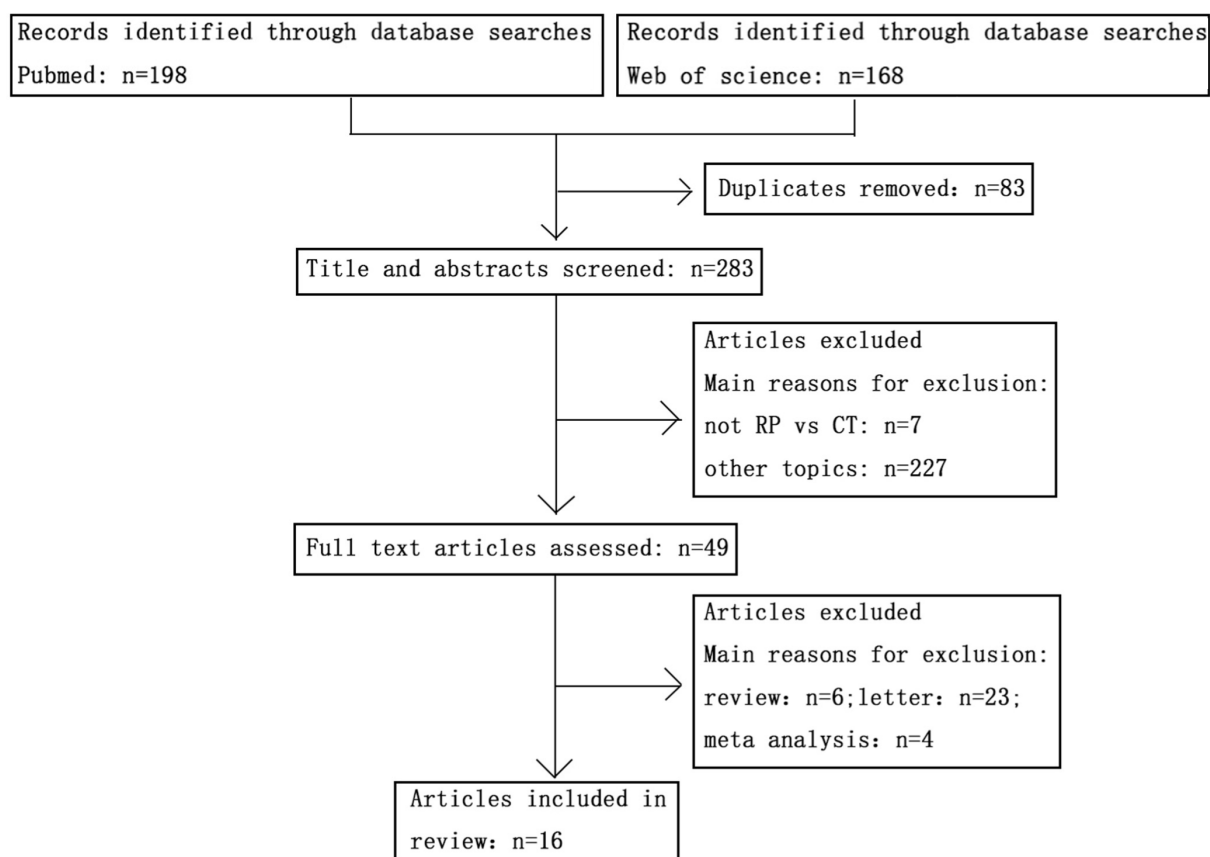 Records identified through database searches
Pubmed: n=198
Records identified through database searches
Web of science: n=168
Duplicates removed：n=83
Title and abstracts screened: n=283
Articles excluded
Main reasons for exclusion:
not RP vs CT: n=7
other topics: n=227
Full text articles assessed: n=49
Articles excluded
Main reasons for exclusion:
review：n=6;letter：n=23;
meta analysis：n=4
Articles included in
review：n=16